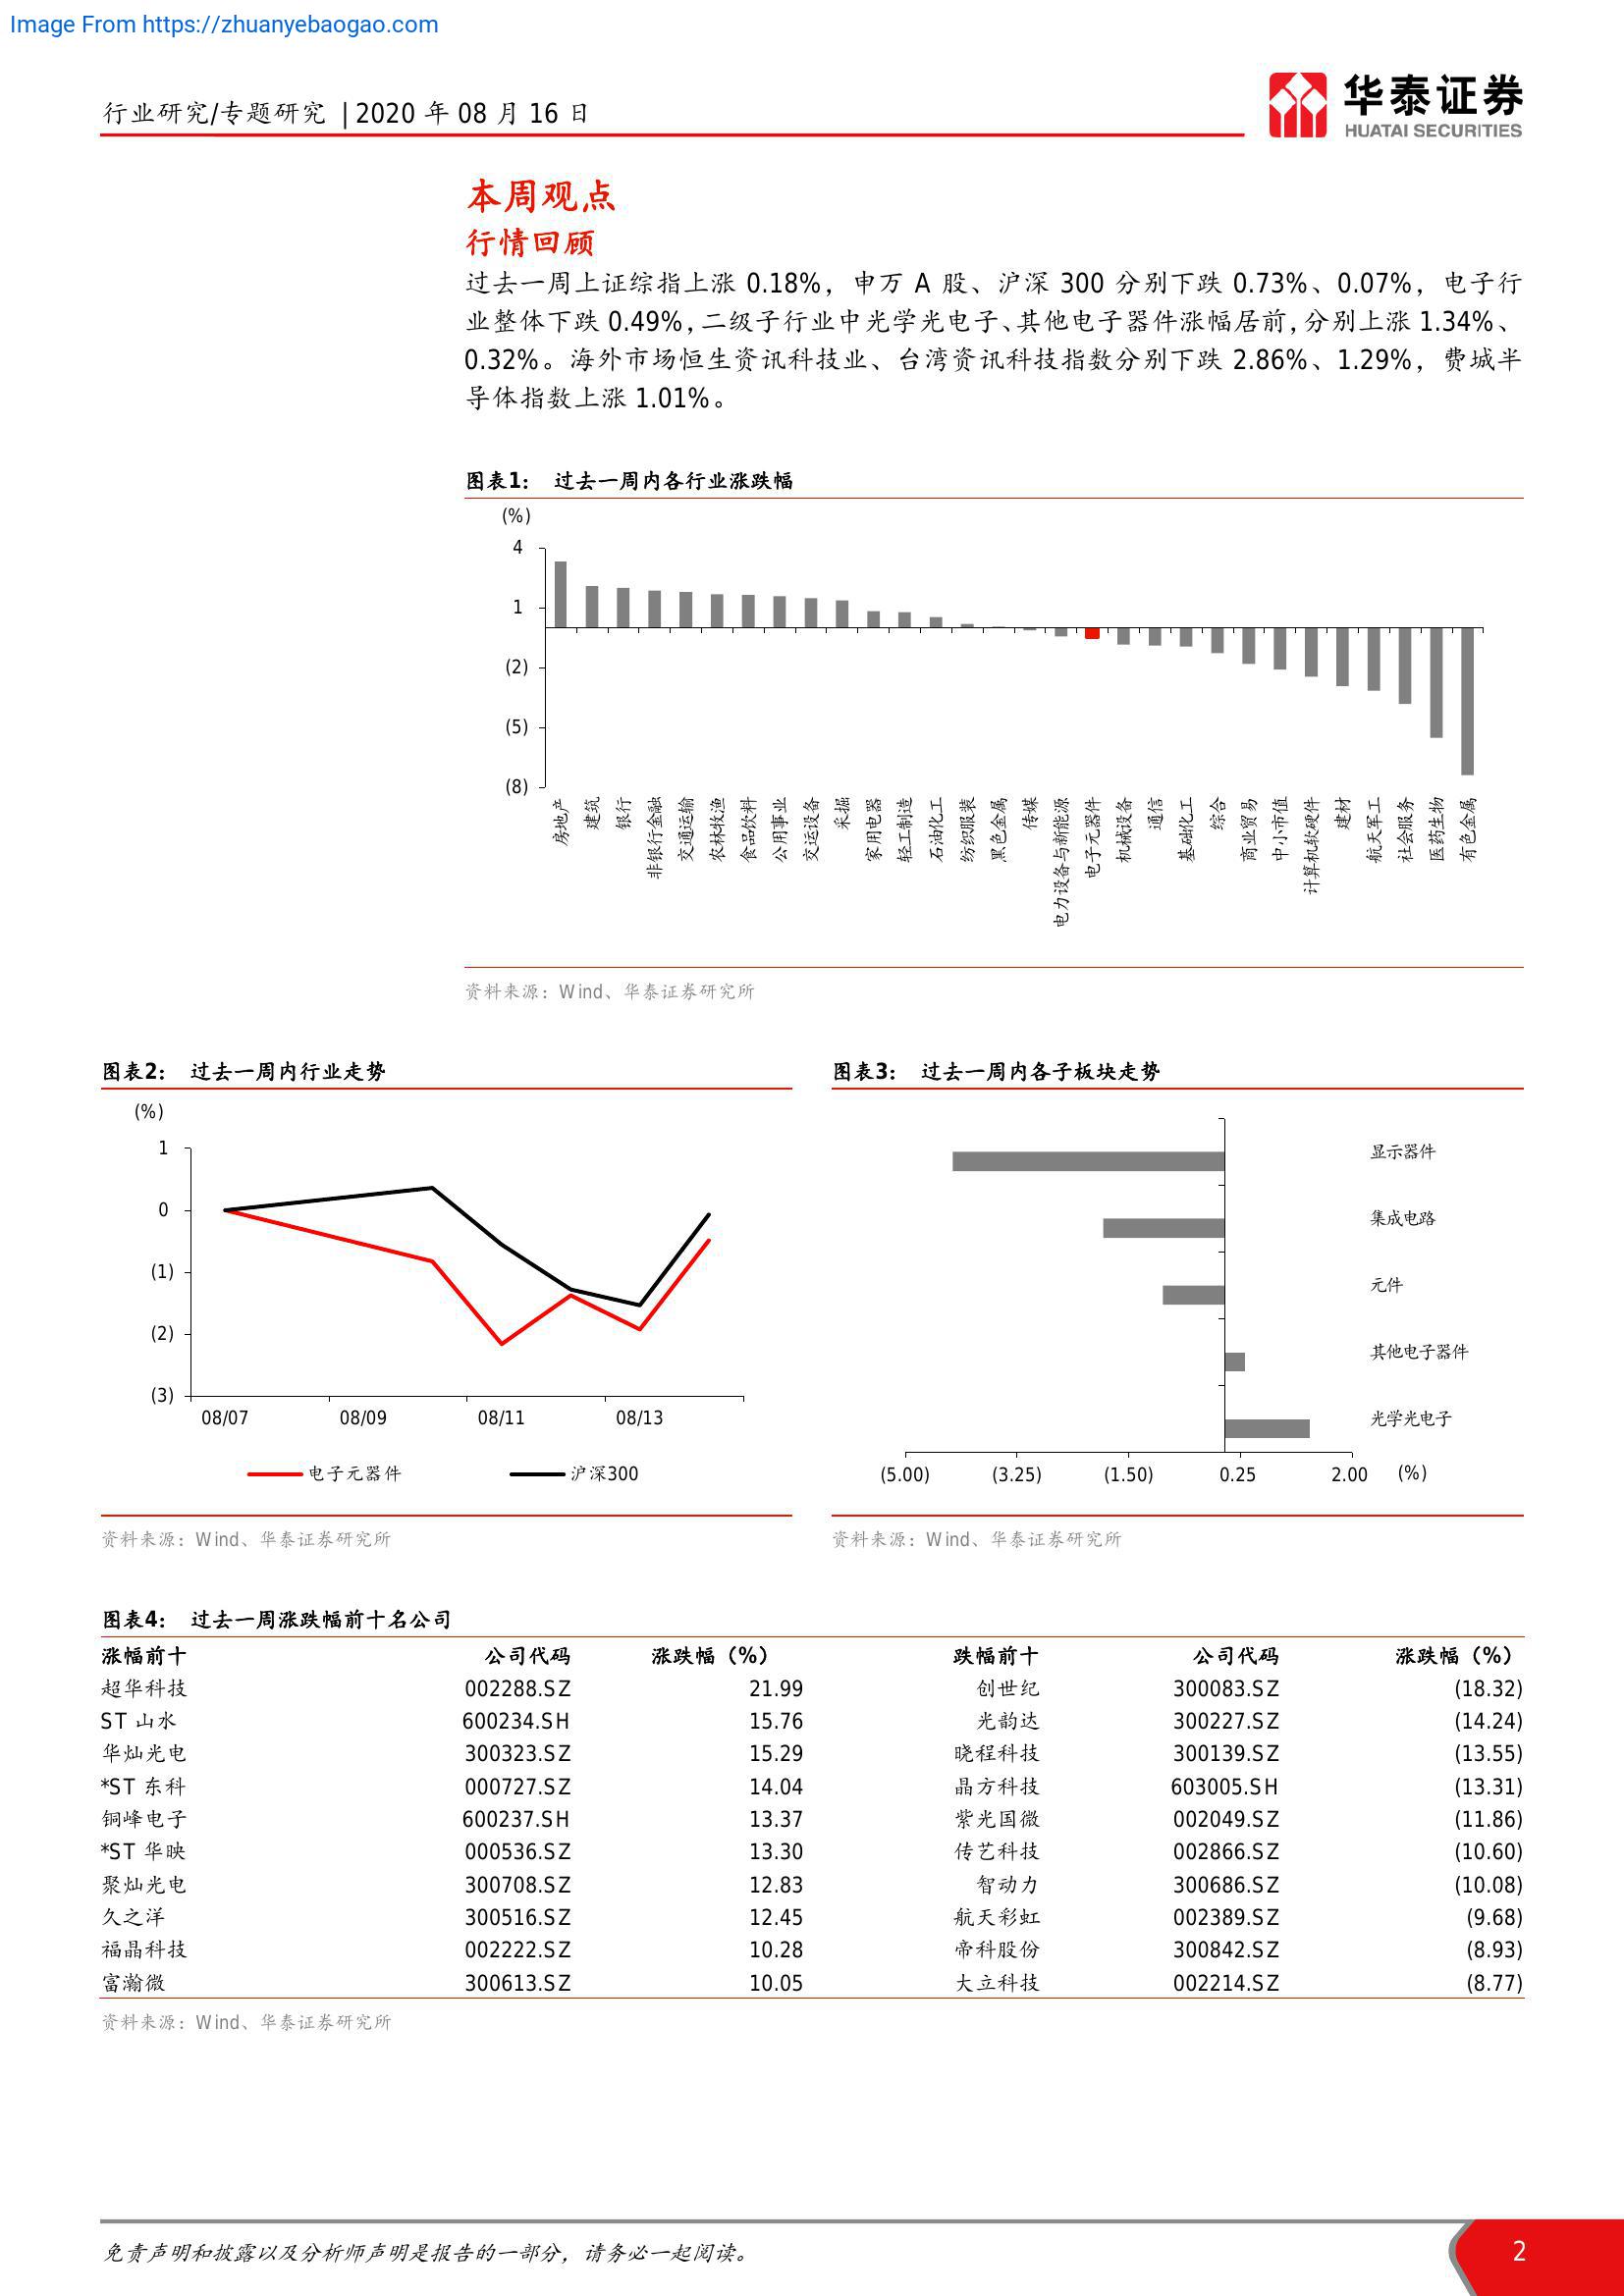 Image From https://zhuanyebaogao.com
行业研究/专题研究 | 2020 年 08 月 16 日
华泰证券
HUATAI SECURITIES
本周观点
行情回顾
过去一周上证综指上涨 0.18%，申万 A 股、沪深 300 分别下跌 0.73%、0.07%，电子行
业整体下跌 0.49%，二级子行业中光学光电子、其他电子器件涨幅居前，分别上涨 1.34%、
0.32%。海外市场恒生资讯科技业、台湾资讯科技指数分别下跌 2.86%、1.29%，费城半
导体指数上涨 1.01%。
图表1： 过去一周内各行业涨跌幅
(%)
4
1
(2)
(5)
(8)
房地产
建筑
银行
非银行金融
交通运输
农林牧渔
食品饮料
公用事业
交运设备
采掘
家用电器
轻工制造
石油化工
纺织服装
黑色金属
传媒
电力设备与新能源
电子元器件
机械设备
通信
基础化工
综合
商业贸易
中小市值
计算机软硬件
建材
航天军工
社会服务
医药生物
有色金属
资料来源：Wind、华泰证券研究所
图表2： 过去一周内行业走势
(%)
1
0
(1)
(2)
(3)
08/07 08/09 08/11 08/13
电子元器件 沪深300
资料来源：Wind、华泰证券研究所
图表3： 过去一周内各子板块走势
显示器件
集成电路
元件
其他电子器件
光学光电子
(5.00) (3.25) (1.50) 0.25 2.00 (%)
资料来源：Wind、华泰证券研究所
图表4： 过去一周涨跌幅前十名公司
涨幅前十 公司代码 涨跌幅（%） 跌幅前十 公司代码 涨跌幅（%）
超华科技 002288.SZ 21.99 创世纪 300083.SZ (18.32)
ST 山水 600234.SH 15.76 光韵达 300227.SZ (14.24)
华灿光电 300323.SZ 15.29 晓程科技 300139.SZ (13.55)
*ST 东科 000727.SZ 14.04 晶方科技 603005.SH (13.31)
铜峰电子 600237.SH 13.37 紫光国微 002049.SZ (11.86)
*ST 华映 000536.SZ 13.30 传艺科技 002866.SZ (10.60)
聚灿光电 300708.SZ 12.83 智动力 300686.SZ (10.08)
久之洋 300516.SZ 12.45 航天彩虹 002389.SZ (9.68)
福晶科技 002222.SZ 10.28 帝科股份 300842.SZ (8.93)
富瀚微 300613.SZ 10.05 大立科技 002214.SZ (8.77)
资料来源：Wind、华泰证券研究所
免责声明和披露以及分析师声明是报告的一部分，请务必一起阅读。
2